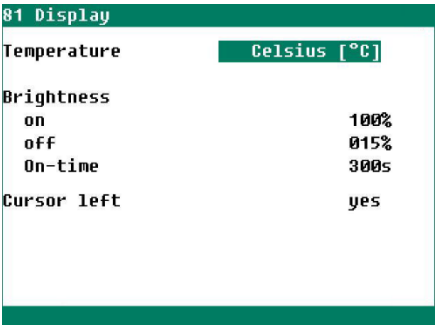 81 Display
Temperature Celsius [°C]
Brightness
on 100%
off 015%
On-time 300s
Cursor left yes